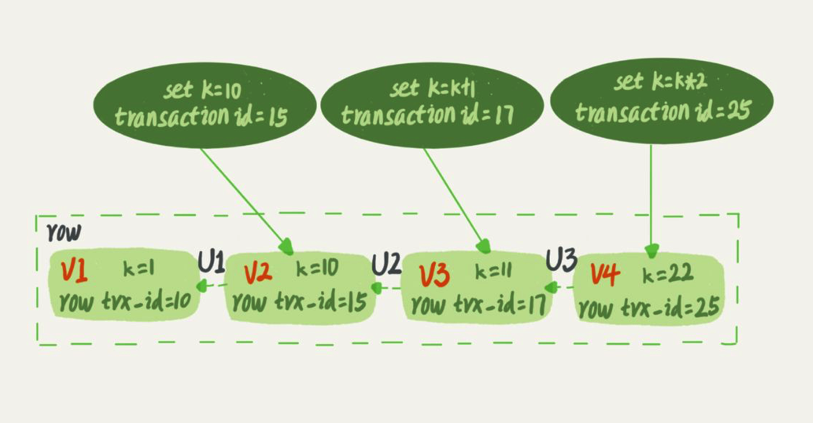 set k=10
transaction id=15
set k=k+1
transaction id=17
set k=k*2
transaction id=25
row
V1 k=1
row trx-id=10
U1
V2 k=10
row trx-id=15
U2
V3 k=11
row trx-id=17
U3
V4 k=22
row trx-id=25